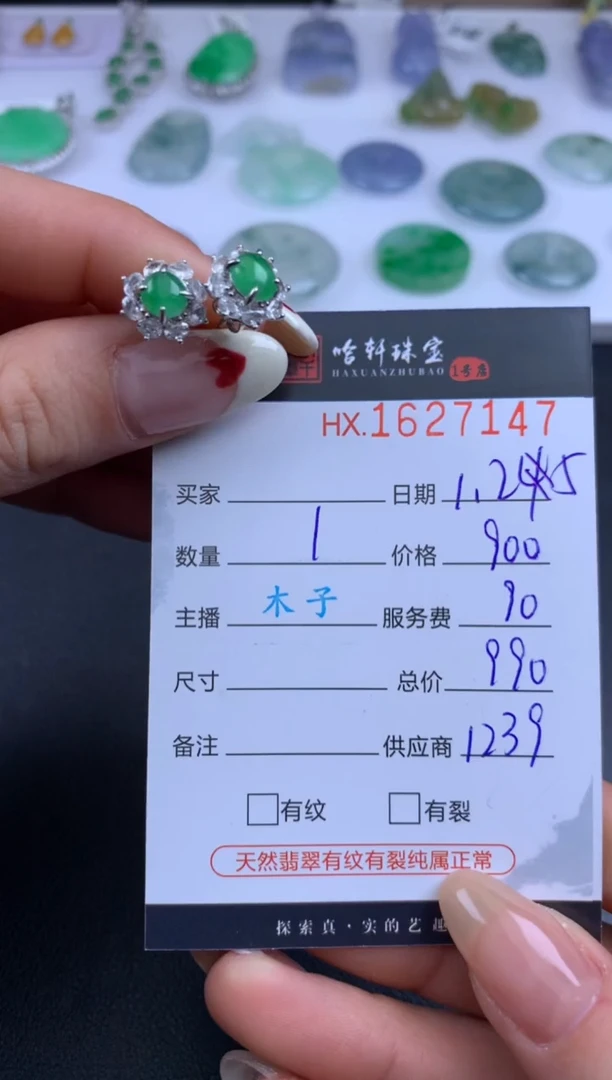 哈轩珠宝
HAXUANZHUBAO 1号店
HX.1627147
买家 日期 1.25
数量 1 价格 900
主播 木子 服务费 90
尺寸 总价 990
备注 供应商 1239
有纹 有裂
天然翡翠有纹有裂纯属正常
探索真·实的艺趣